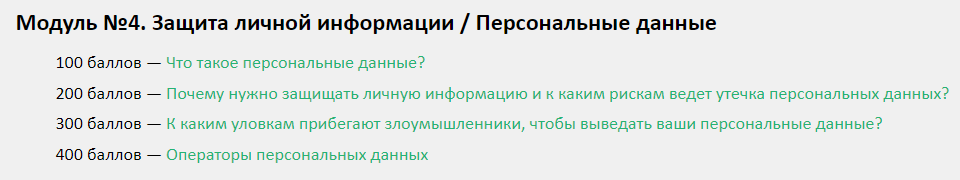 Модуль №4. Защита личной информации / Персональные данные
100 баллов — Что такое персональные данные?
200 баллов — Почему нужно защищать личную информацию и к каким рискам ведет утечка персональных данных?
300 баллов — К каким уловкам прибегают злоумышленники, чтобы выведать ваши персональные данные?
400 баллов — Операторы персональных данных